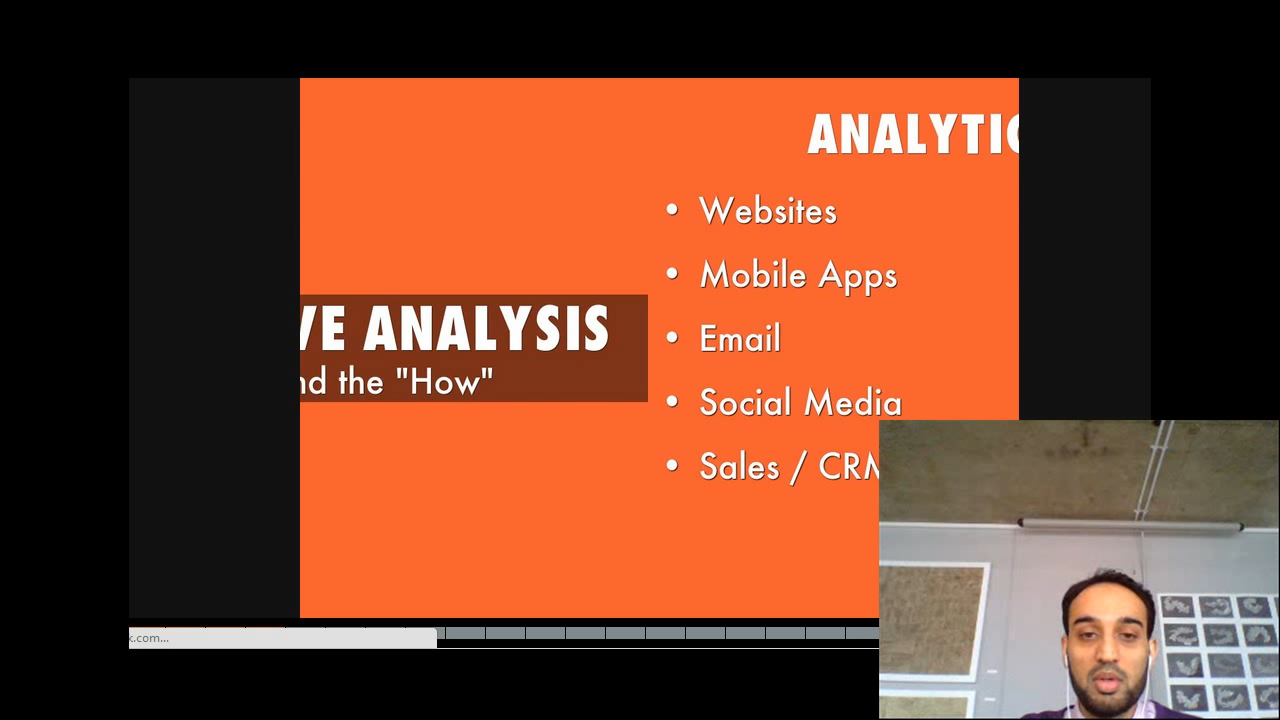 VE ANALYSIS
nd the "How"
ANALYTIC
• Websites
• Mobile Apps
• Email
• Social Media
• Sales / CRM
k.com...